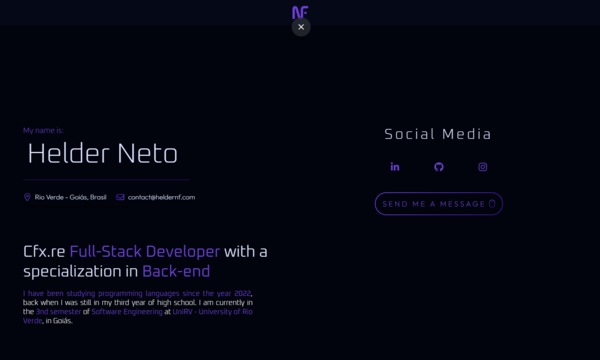 NF
My name is:
Helder Neto
Rio Verde - Goiás, Brasil
contact@heldernf.com
Cfx.re Full-Stack Developer with a
specialization in Back-end
I have been studying programming languages since the year 2022,
back when I was still in my third year of high school. I am currently in
the 3nd semester of Software Engineering at UniRV - University of Rio
Verde, in Goiás.
Social Media
in
SEND ME A MESSAGE